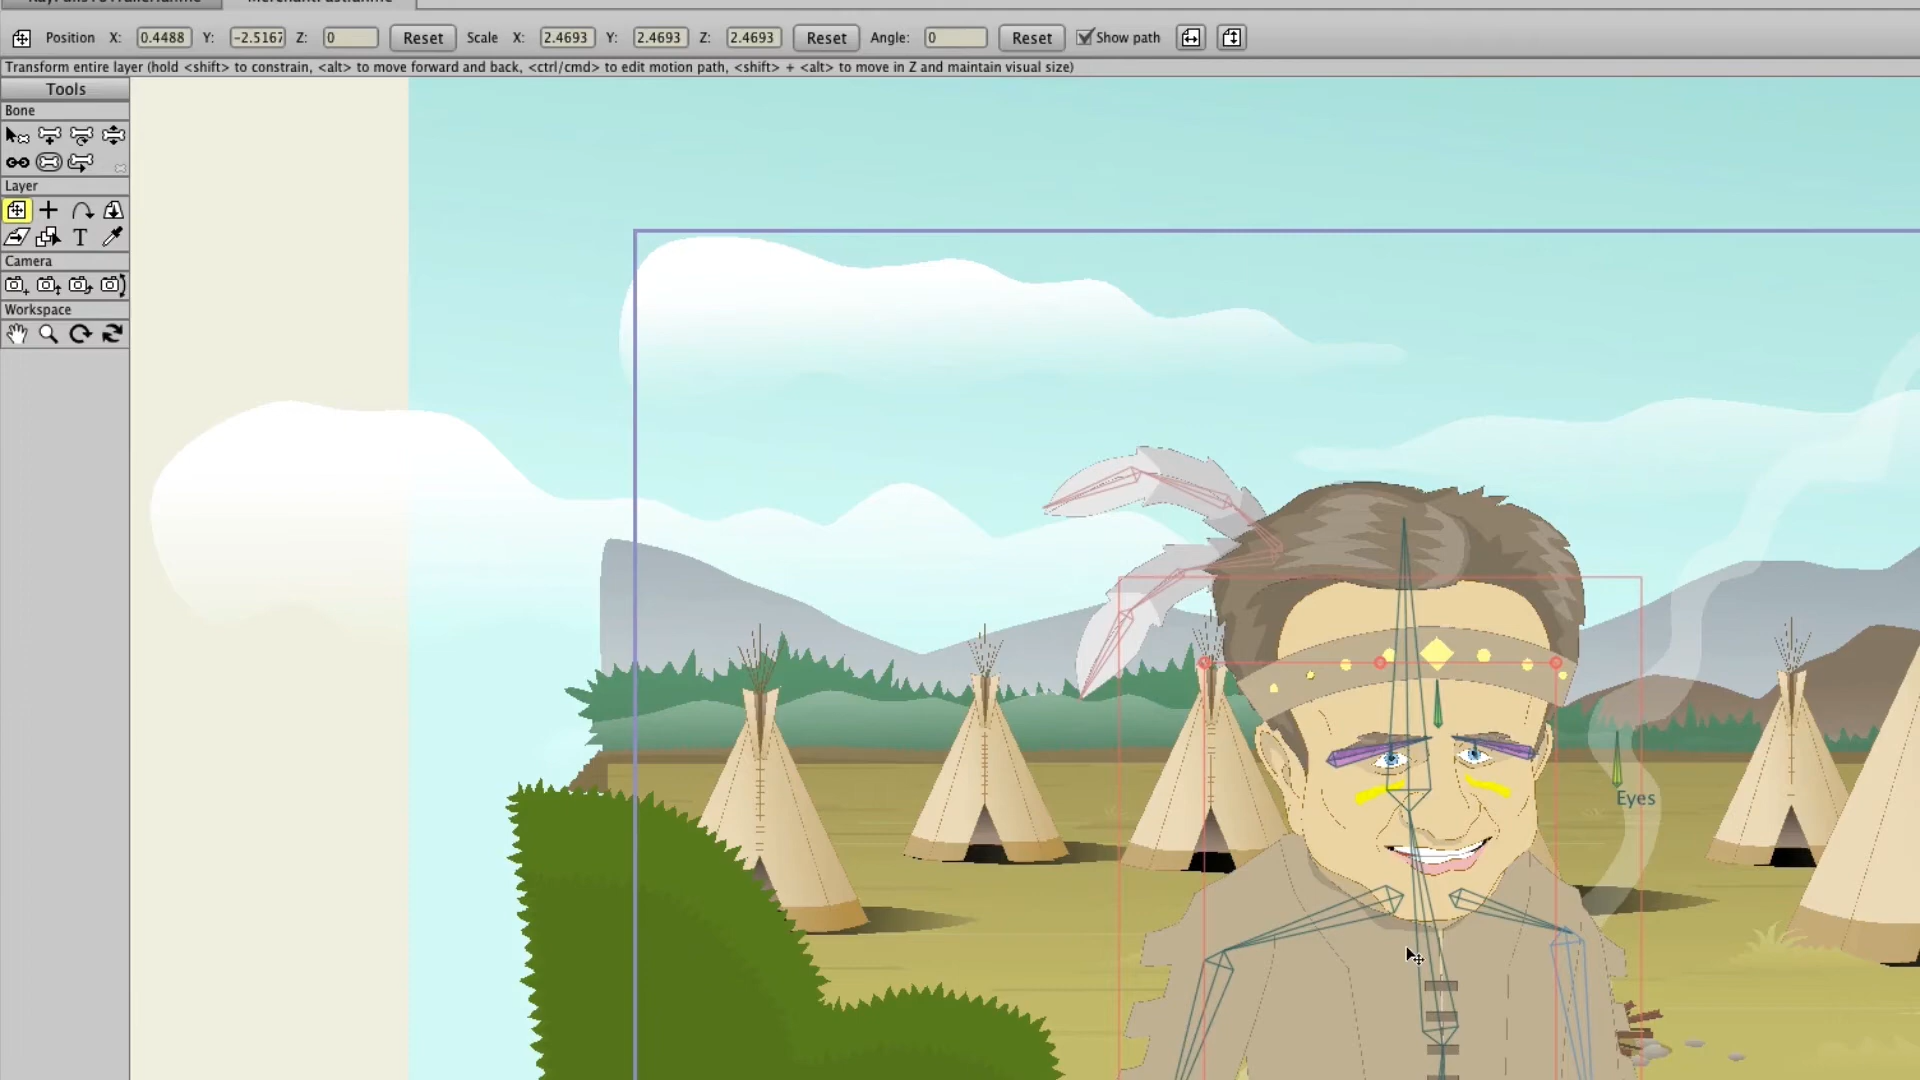 Position X: 0.4488 Y: -2.5167 Z: 0 Reset Scale X: 2.4693 Y: 2.4693 Z: 2.4693 Reset Angle: 0 Reset Show path
Transform entire layer (hold <shift> to constrain, <alt> to move forward and back, <ctrl/cmd> to edit motion path, <shift> + <alt> to move in Z and maintain visual size)
Tools
Bone
Layer
T
Camera
Workspace
Eyes